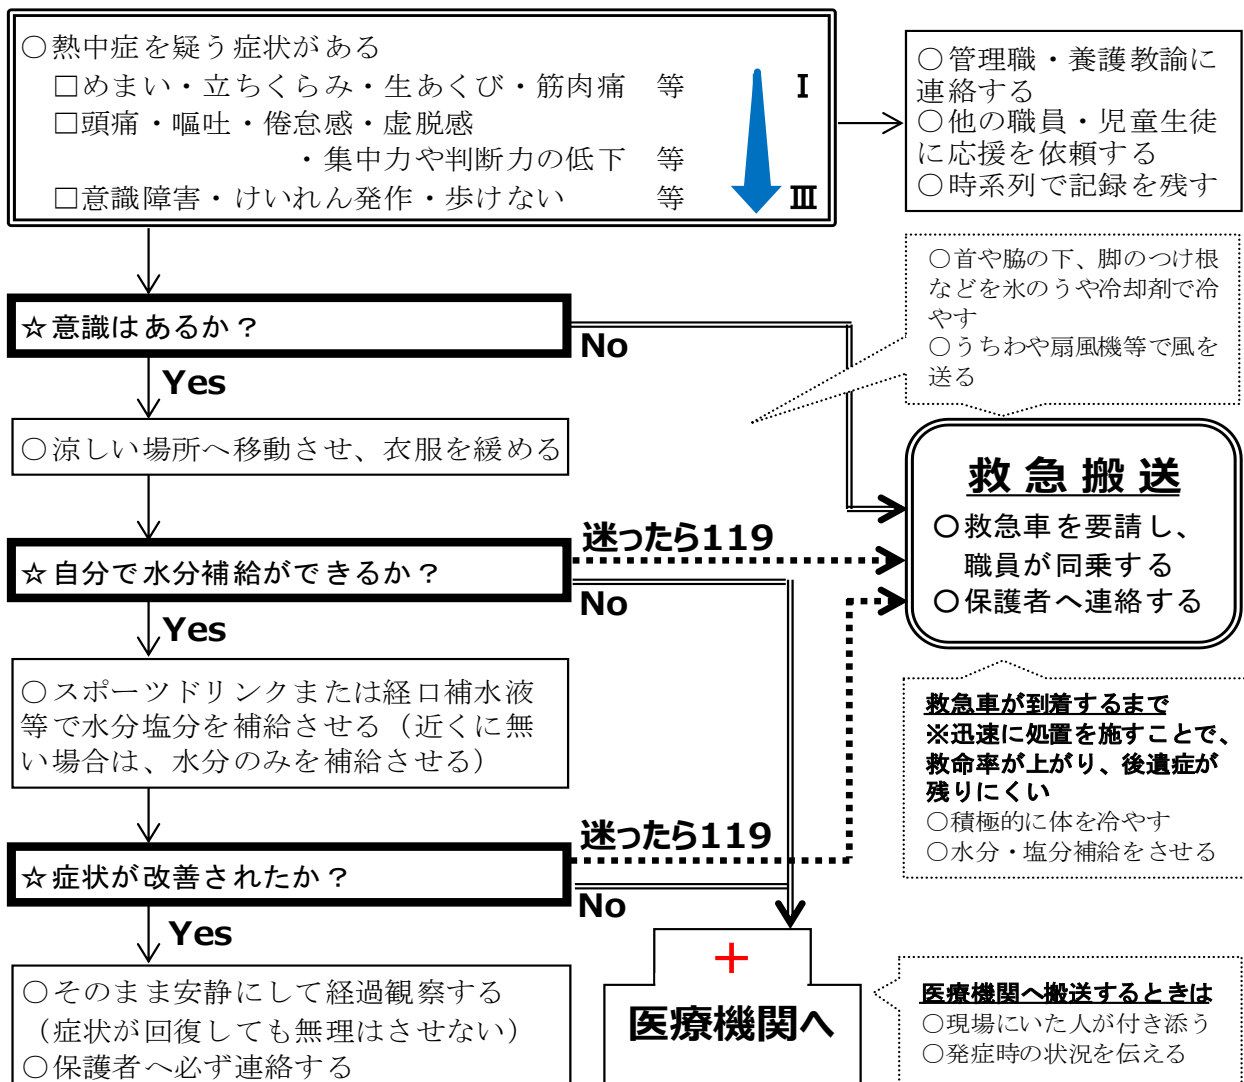 ○熱中症を疑う症状がある
□めまい・立ちくらみ・生あくび・筋肉痛　等　Ⅰ
□頭痛・嘔吐・倦怠感・虚脱感
・集中力や判断力の低下　等
□意識障害・けいれん発作・歩けない　等　Ⅲ
○管理職・養護教諭に
連絡する
○他の職員・児童生徒
に応援を依頼する
○時系列で記録を残す
○首や脇の下、脚のつけ根
などを氷のうや冷却剤で冷
やす
○うちわや扇風機等で風を
送る
☆意識はあるか？
No
Yes
○涼しい場所へ移動させ、衣服を緩める
救急搬送
○救急車を要請し、
職員が同乗する
○保護者へ連絡する
迷ったら119
☆自分で水分補給ができるか？
No
Yes
○スポーツドリンクまたは経口補水液
等で水分塩分を補給させる（近くに無
い場合は、水分のみを補給させる）
救急車が到着するまで
※迅速に処置を施すことで、
救命率が上がり、後遺症が
残りにくい
○積極的に体を冷やす
○水分・塩分補給をさせる
迷ったら119
☆症状が改善されたか？
No
Yes
○そのまま安静にして経過観察する
（症状が回復しても無理はさせない）
○保護者へ必ず連絡する
医療機関へ
医療機関へ搬送するときは
○現場にいた人が付き添う
○発症時の状況を伝える